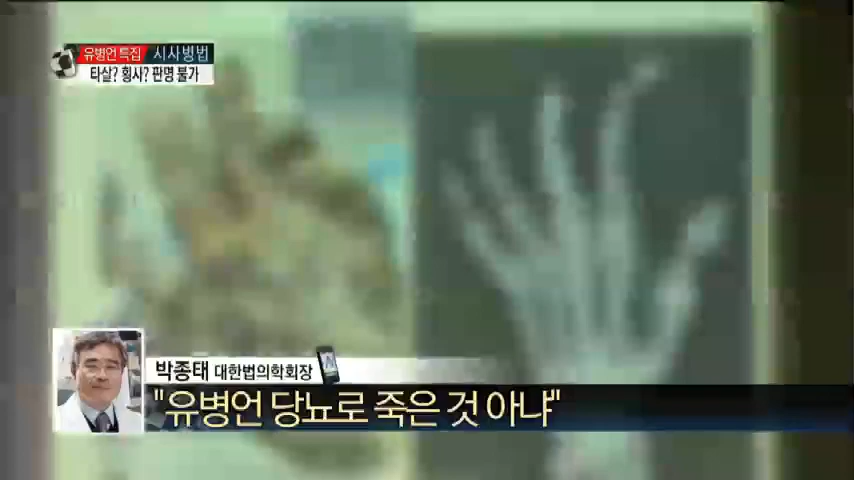 유병언 특집 시사병법
타살? 횡사? 판명 불가
박종태 대한법의학회장
"유병언 당뇨로 죽은 것 아냐"